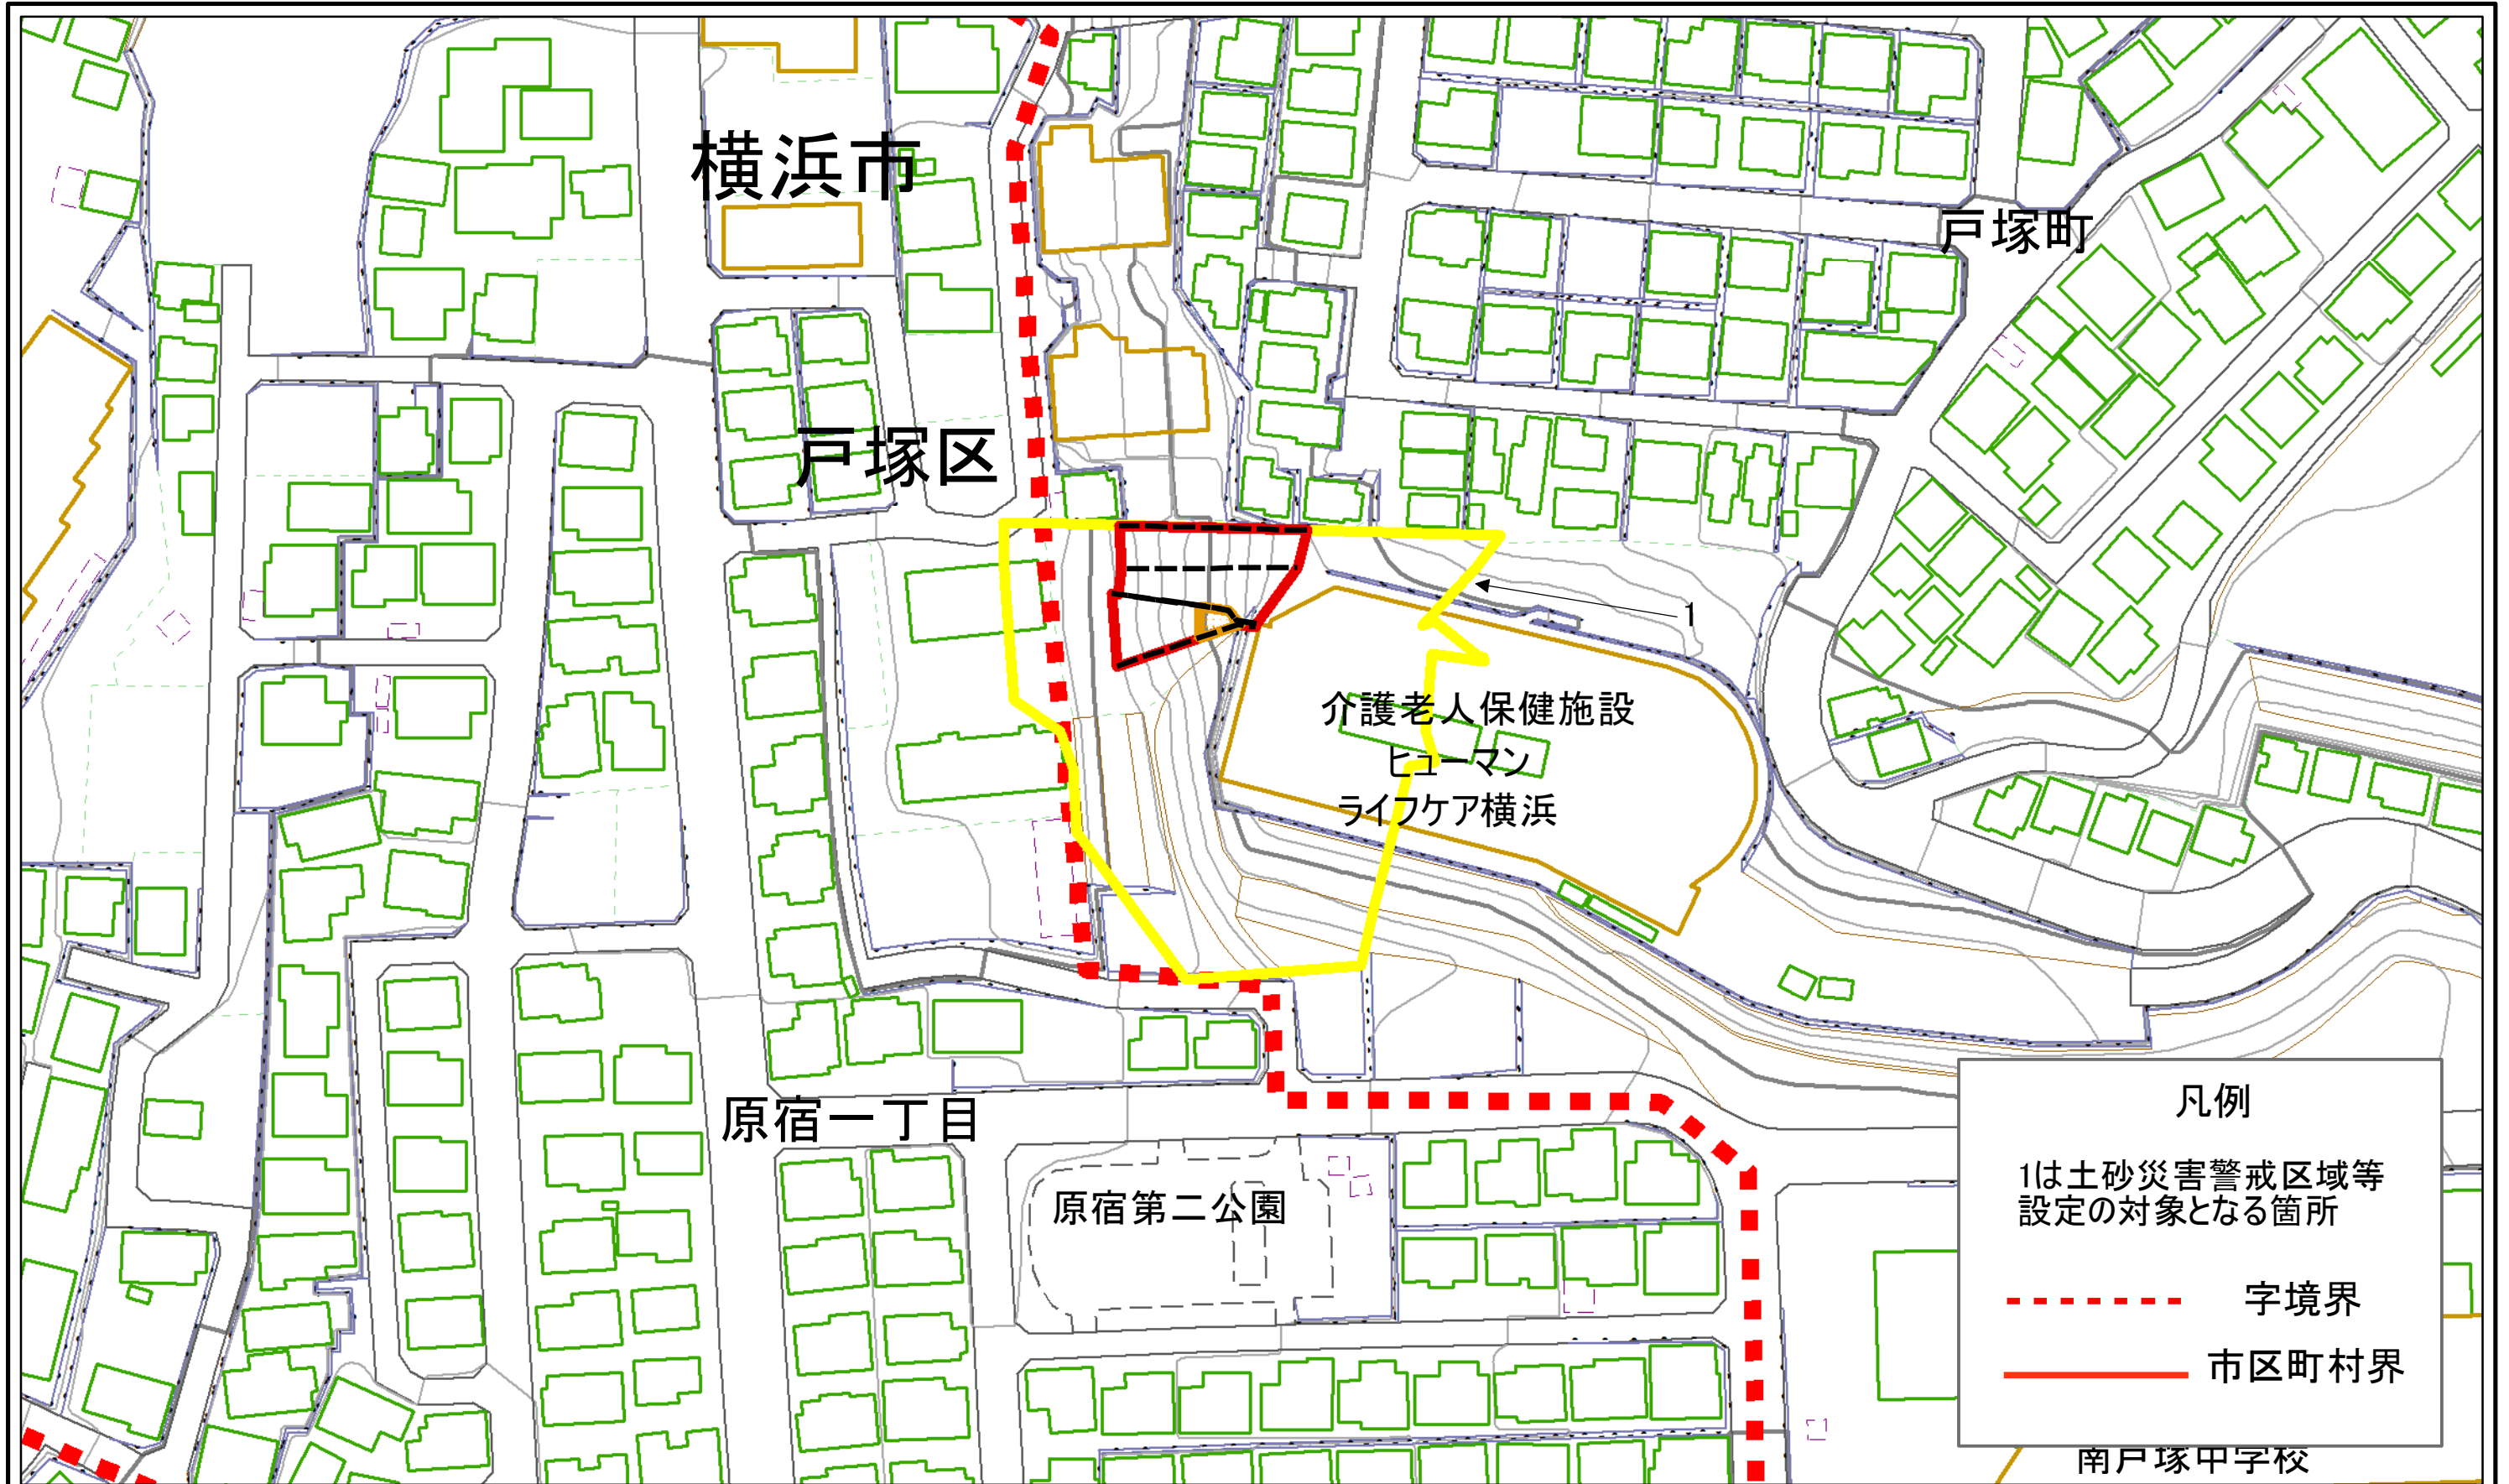 横浜市
戸塚町
戸塚区
1
介護老人保健施設
ヒューマン
ライフケア横浜
原宿一丁目
原宿第二公園
凡例
1は土砂災害警戒区域等
設定の対象となる箇所
字境界
市区町村界
南戸塚中学校